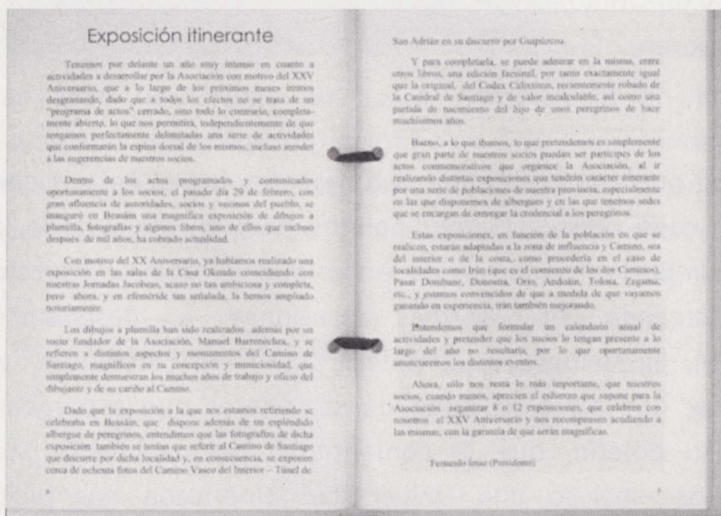 Exposición itinerante
Tenemos por delante un año muy intenso en cuanto a
actividades a desarrollar por la Asociación con motivo del XXV
Aniversario, que a lo largo de los próximos meses iremos
desgranando, dado que a todos los efectos no se trata de un
"programa de actos" cerrado, sino todo lo contrario, completa-
mente abierto, lo que nos permitirá, independientemente de que
tengamos perfectamente delimitadas una serie de actividades
que conformarán la espina dorsal de los mismos, incluso atender
a las sugerencias de nuestros socios.
Dentro de los actos programados y comunicados
oportunamente a los socios, el pasado día 29 de febrero, con
gran afluencia de autoridades, socios y vecinos del pueblo, se
inauguró en Beasáin una magnífica exposición de dibujos a
plumilla, fotografías y algunos libros, uno de ellos que incluso
después de mil años, ha cobrado actualidad.
Con motivo del XX Aniversario, ya habíamos realizado una
exposición en las salas de la Casa Okendo coincidiendo con
nuestras Jornadas Jacobeas, acaso no tan ambiciosa y completa,
pero ahora, y en efeméride tan señalada, la hemos ampliado
notoriamente.
Los dibujos a plumilla han sido realizados además por un
socio fundador de la Asociación, Manuel Barrenechea, y se
refieren a distintos aspectos y monumentos del Camino de
Santiago, magníficos en su concepción y minuciosidad, que
simplemente demuestran los muchos años de trabajo y oficio del
dibujante y de su cariño al Camino.
Dado que la exposición a la que nos estamos refiriendo se
celebraba en Beasáin, que dispone además de un espléndido
albergue de peregrinos, entendimos que las fotografías de dicha
exposición también se tenían que referir al Camino de Santiago
que discurre por dicha localidad y, en consecuencia, se exponen
cerca de ochenta fotos del Camino Vasco del Interior – Túnel de
San Adrián en su discurrir por Guipúzcoa.
Y para completarla, se puede admirar en la misma, entre
otros libros, una edición facsímil, por tanto exactamente igual
que la original, del Codex Calixtinus, recientemente robado de
la Catedral de Santiago y de valor incalculable, así como una
partida de nacimiento del hijo de unos peregrinos de hace
muchísimos años.
Bueno, a lo que íbamos, lo que pretendemos es simplemente
que gran parte de nuestros socios puedan ser partícipes de los
actos conmemorativos que organice la Asociación, al ir
realizando distintas exposiciones que tendrán carácter itinerante
por una serie de poblaciones de nuestra provincia, especialmente
en las que disponemos de albergues y en las que tenemos sedes
que se encargan de entregar la credencial a los peregrinos.
Estas exposiciones, en función de la población en que se
realicen, estarán adaptadas a la zona de influencia y Camino, sea
del interior o de la costa, como procedería en el caso de
localidades como Irún (que es el comienzo de los dos Caminos),
Pasai Donibane, Donostia, Orio, Andoáin, Tolosa, Zegama,
etc., y estamos convencidos de que a medida de que vayamos
ganando en experiencia, irán también mejorando.
Entendemos que formular un calendario anual de
actividades y pretender que los socios lo tengan presente a lo
largo del año no resultaría, por lo que oportunamente
anunciaremos los distintos eventos.
Ahora, sólo nos resta lo más importante, que nuestros
socios, cuando menos, aprecien el esfuerzo que supone para la
Asociación organizar 8 o 12 exposiciones, que celebren con
nosotros el XXV Aniversario y nos recompensen acudiendo a
las mismas, con la garantía de que serán magníficas.
Fernando Imaz (Presidente)